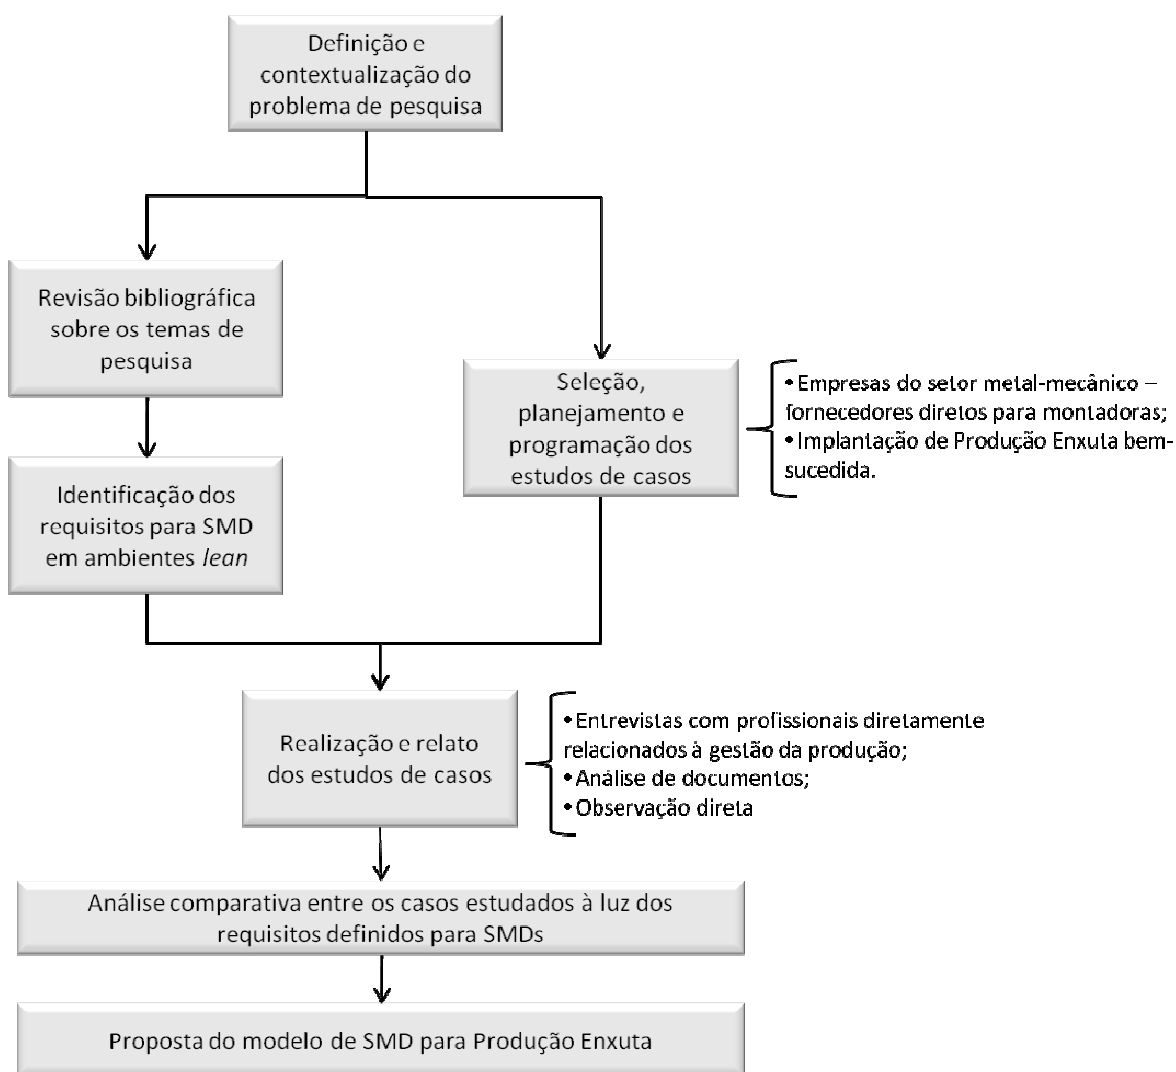 Definição e
contextualização do
problema de pesquisa
Revisão bibliográfica
sobre os temas de
pesquisa
Seleção,
planejamento e
programação dos
estudos de casos
• Empresas do setor metal-mecânico –
fornecedores diretos para montadoras;
• Implantação de Produção Enxuta bem-
sucedida.
Identificação dos
requisitos para SMD
em ambientes lean
Realização e relato
dos estudos de casos
• Entrevistas com profissionais diretamente
relacionados à gestão da produção;
• Análise de documentos;
• Observação direta
Análise comparativa entre os casos estudados à luz dos
requisitos definidos para SMDs
Proposta do modelo de SMD para Produção Enxuta